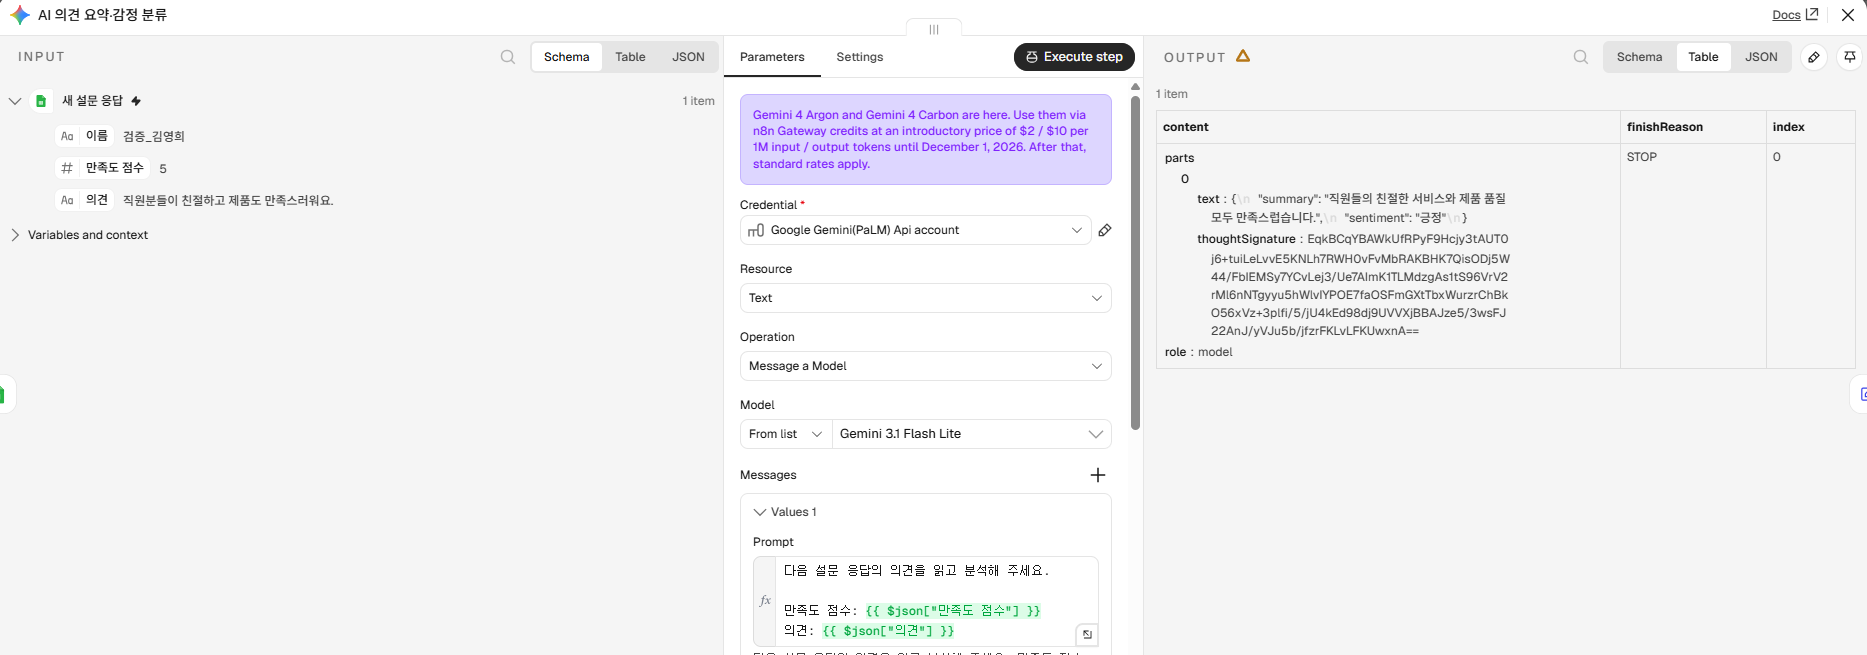 AI 의견 요약·감정 분류
Docs
INPUT
Schema
Table
JSON
새 설문 응답
1 item
Aa 이름 검증_김영희
# 만족도 점수 5
Aa 의견 직원분들이 친절하고 제품도 만족스러워요.
Variables and context
Parameters
Settings
Execute step
Gemini 4 Argon and Gemini 4 Carbon are here. Use them via
n8n Gateway credits at an introductory price of $2 / $10 per
1M input / output tokens until December 1, 2026. After that,
standard rates apply.
Credential *
Google Gemini(PaLM) Api account
Resource
Text
Operation
Message a Model
Model
From list
Gemini 3.1 Flash Lite
Messages
Values 1
Prompt
fx
다음 설문 응답의 의견을 읽고 분석해 주세요.
만족도 점수: {{ $json["만족도 점수"] }}
의견: {{ $json["의견"] }}
OUTPUT
Schema
Table
JSON
1 item
content
finishReason
index
parts
STOP
0
0
text : {\n "summary": "직원들의 친절한 서비스와 제품 품질
모두 만족스럽습니다.",\n "sentiment": "긍정"\n}
thoughtSignature : EqkBCqYBAWkUfRPyF9Hcjy3tAUT0
j6+tuiLeLvvE5KNLh7RWH0vFvMbRAKBHK7QisODj5W
44/FbIEMSy7YCvLej3/Ue7AImK1TLMdzgAs1tS96VrV2
rMl6nNTgyyu5hWlvIYPOE7faOSFmGXtTbxWurzrChBk
O56xVz+3plfi/5/jU4kEd98dj9UVVXjBBAJze5/3wsFJ
22AnJ/yVJu5b/jfzrFKLvLFKUwxnA==
role : model